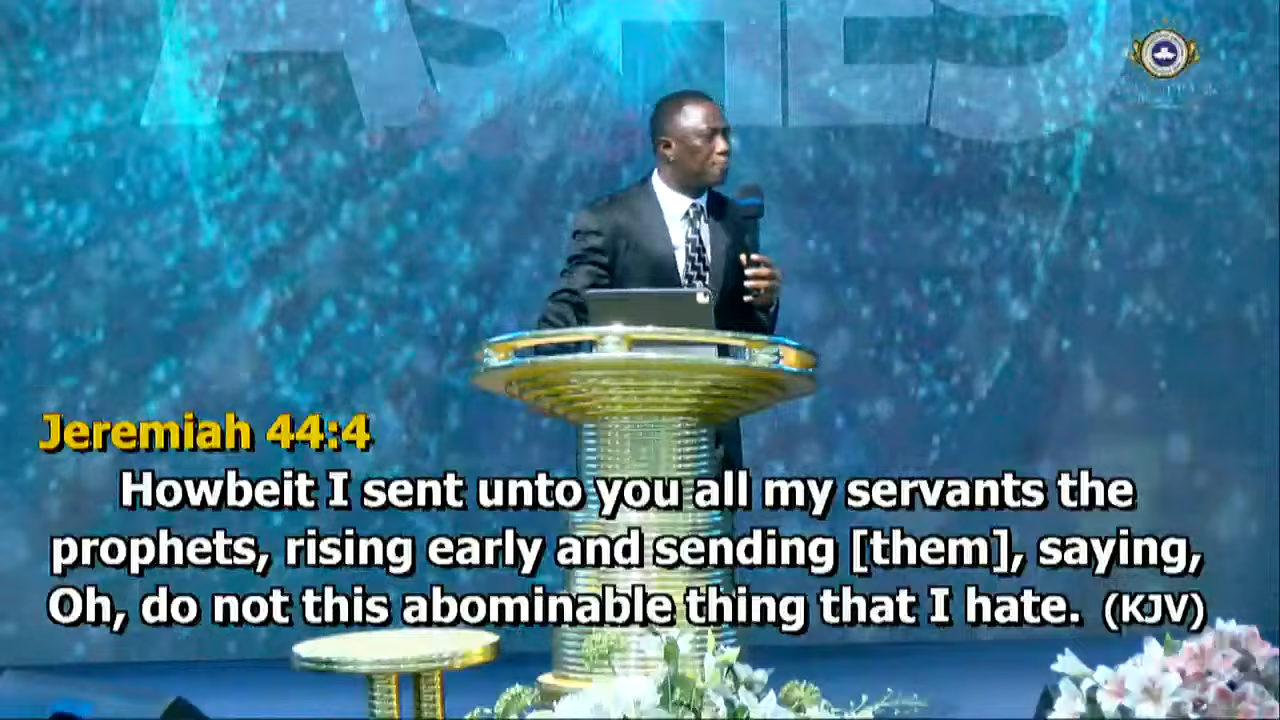 Jeremiah 44:4
Howbeit I sent unto you all my servants the
prophets, rising early and sending [them], saying,
Oh, do not this abominable thing that I hate. (KJV)